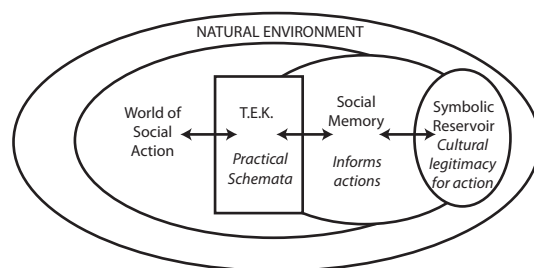 NATURAL ENVIRONMENT
World of
Social
Action
T.E.K.
Practical
Schemata
Social
Memory
Informs
actions
Symbolic
Reservoir
Cultural
legitimacy
for action